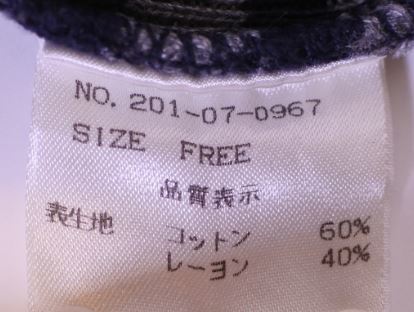 NO. 201-07-0967
SIZE FREE
品質表示
表生地 コットン 60%
レーヨン 40%